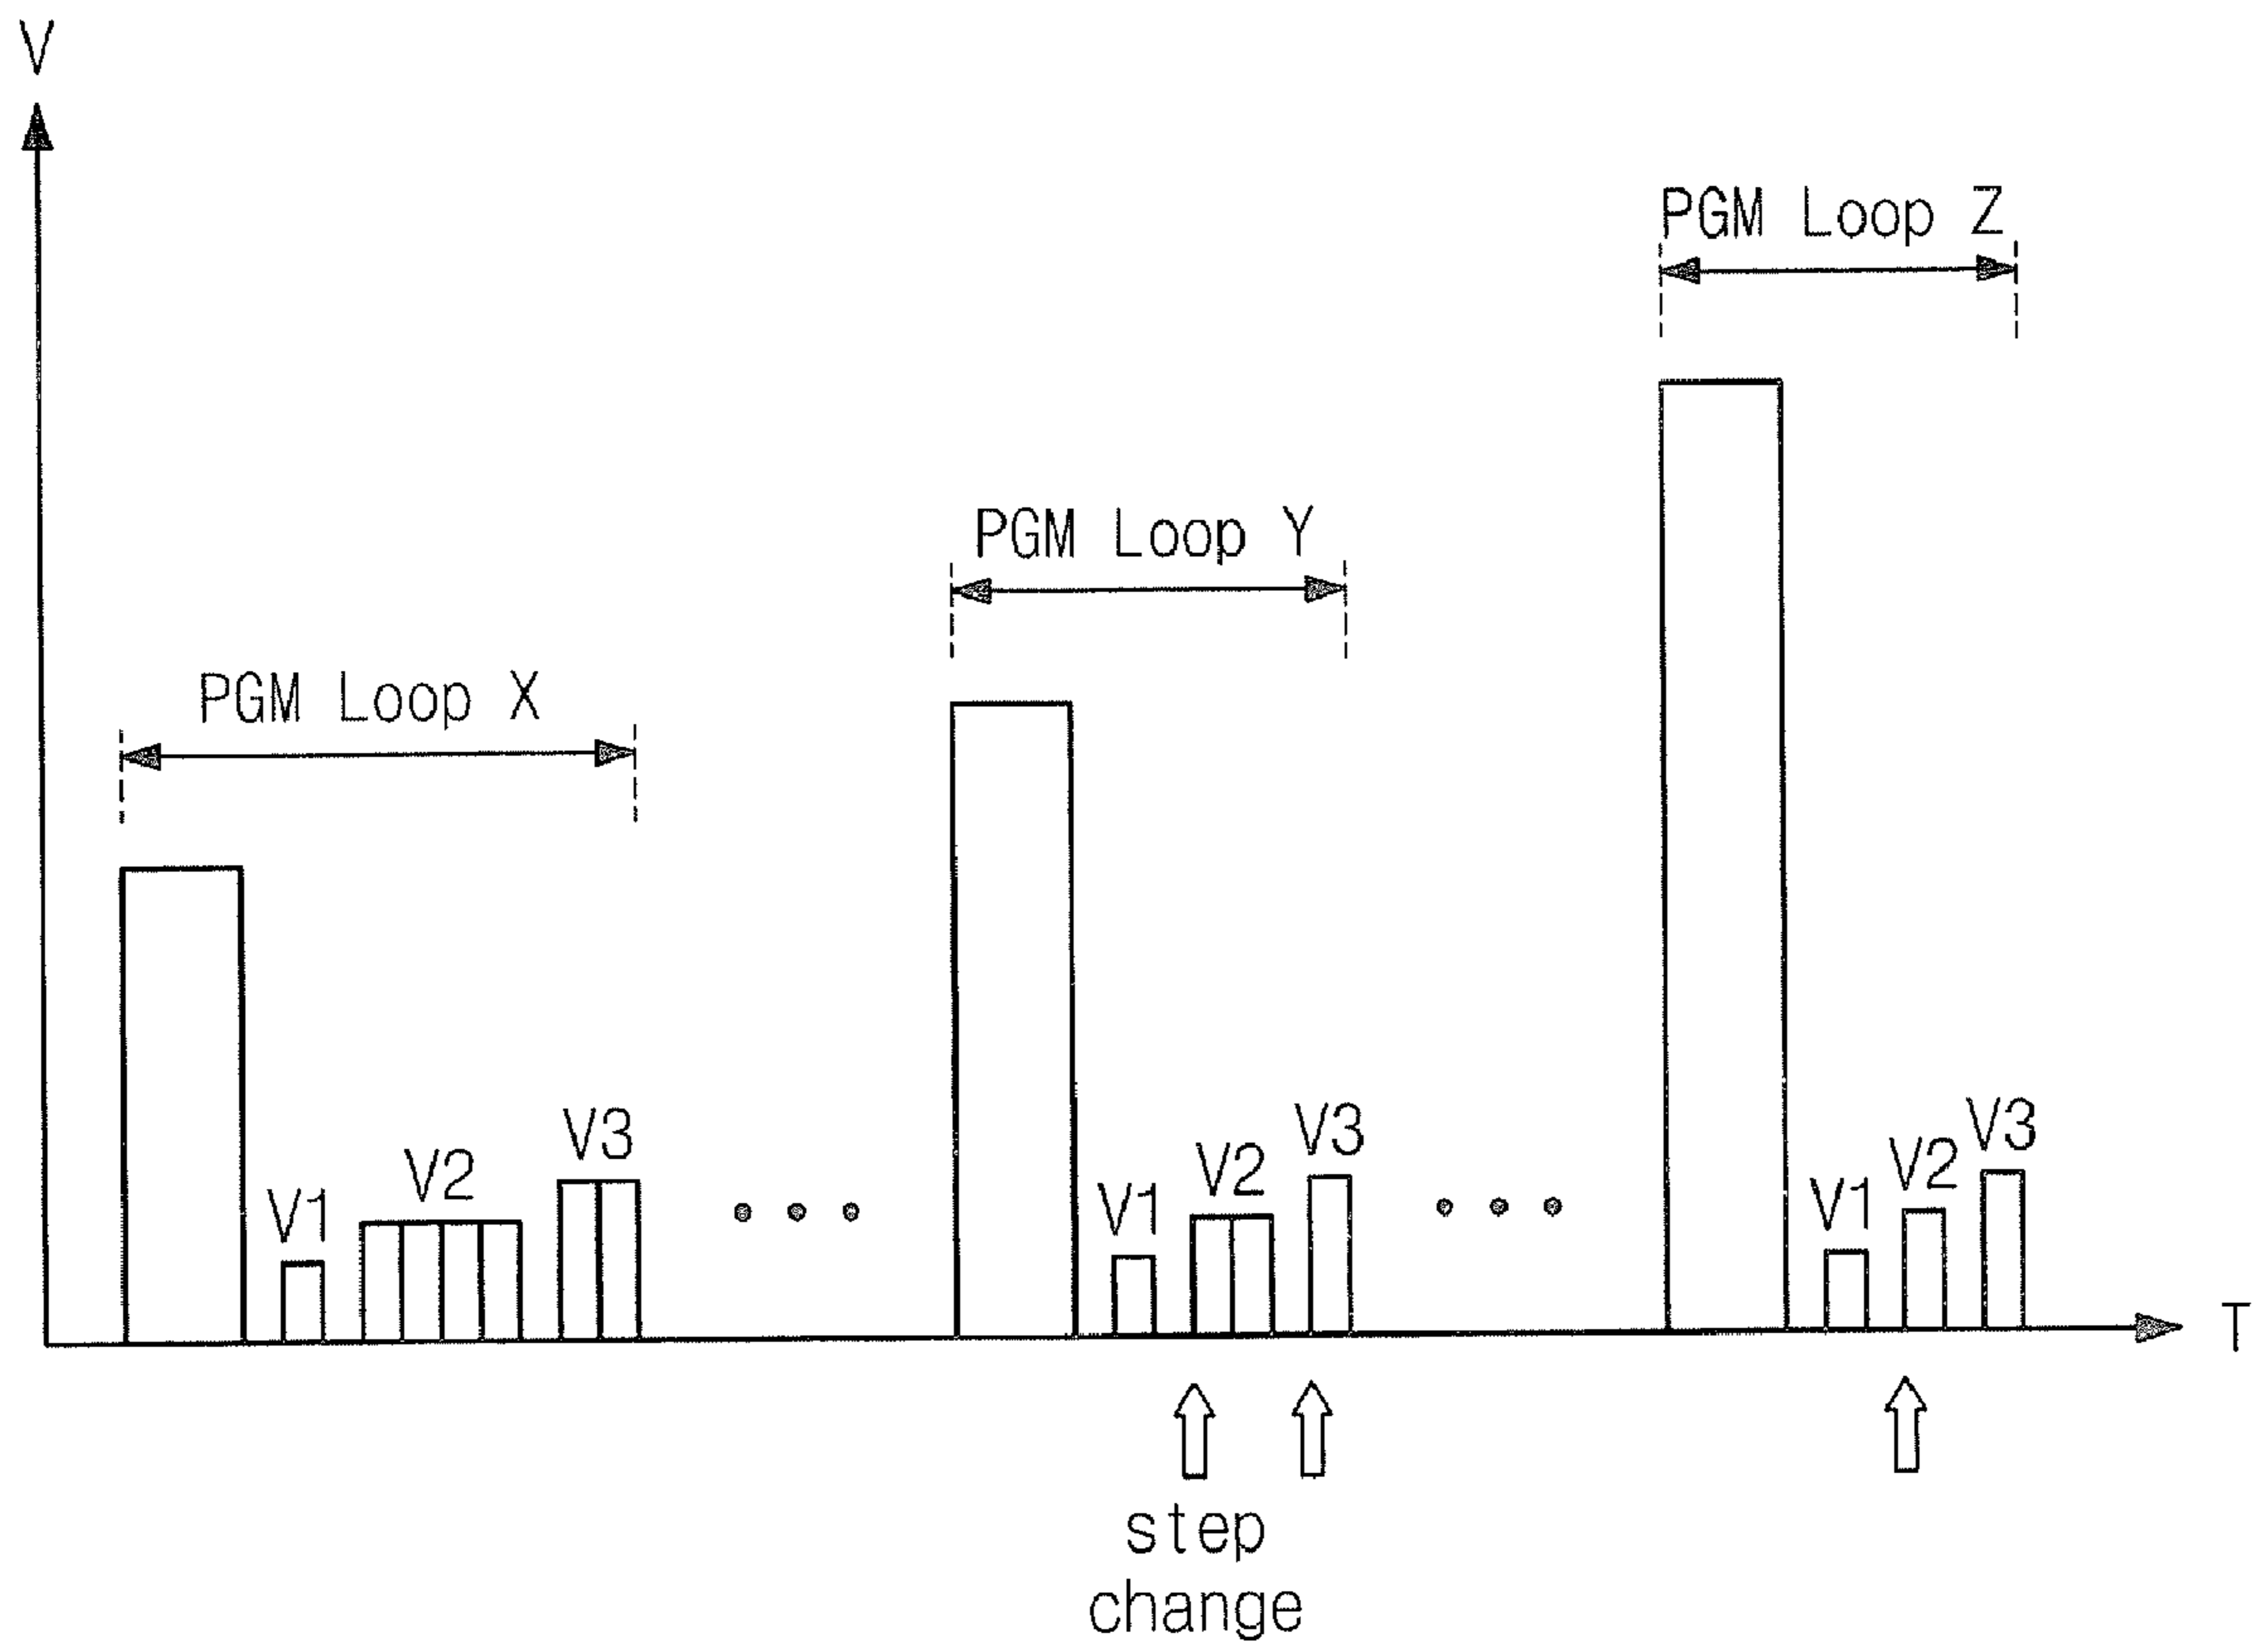 V
PGM Loop Z
PGM Loop Y
PGM Loop X
V1
V2
V3
V1
V2
V3
V1
V2
V3
T
step
change